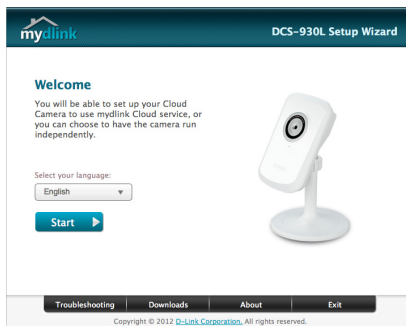 mydlink
DCS-930L Setup Wizard
Welcome
You will be able to set up your Cloud
Camera to use mydlink Cloud service, or
you can choose to have the camera run
independently.
Select your language:
English
Start
Troubleshooting Downloads About Exit
Copyright © 2012 D-Link Corporation. All rights reserved.